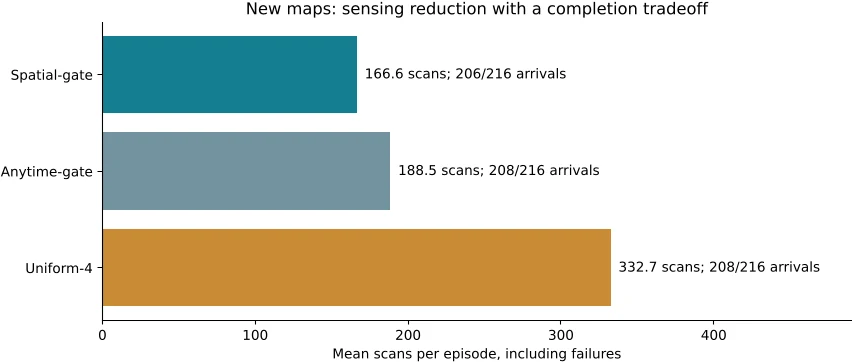 New maps: sensing reduction with a completion tradeoff
Spatial-gate
166.6 scans; 206/216 arrivals
Anytime-gate
188.5 scans; 208/216 arrivals
Uniform-4
332.7 scans; 208/216 arrivals
0 100 200 300 400
Mean scans per episode, including failures